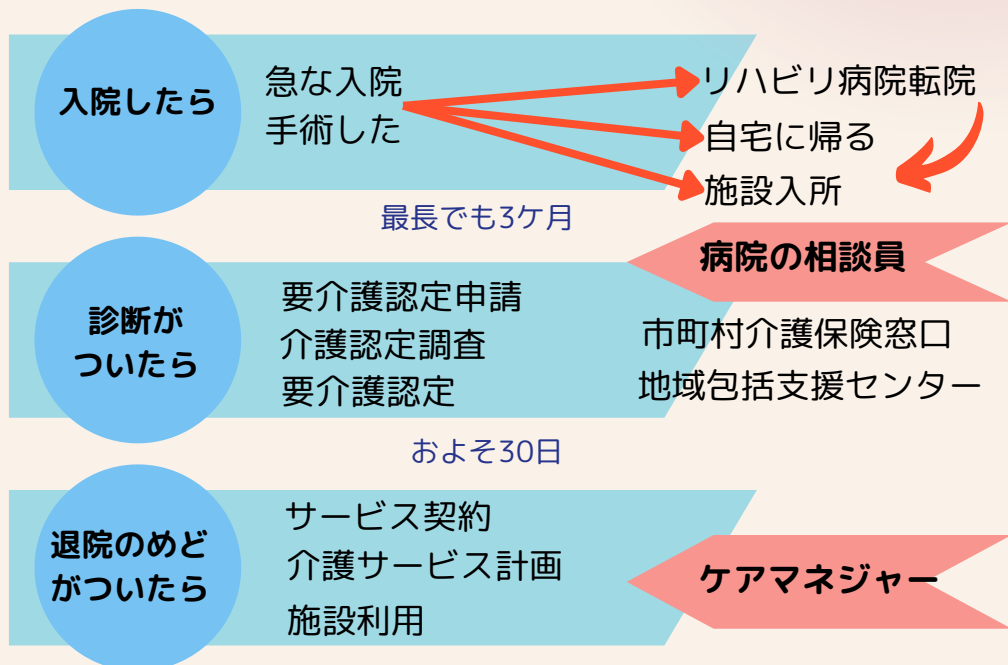 入院したら
急な入院
手術した
リハビリ病院転院
自宅に帰る
施設入所
最長でも3ケ月
病院の相談員
診断が
ついたら
要介護認定申請
介護認定調査
要介護認定
市町村介護保険窓口
地域包括支援センター
およそ30日
退院のめど
がついたら
サービス契約
介護サービス計画
施設利用
ケアマネジャー